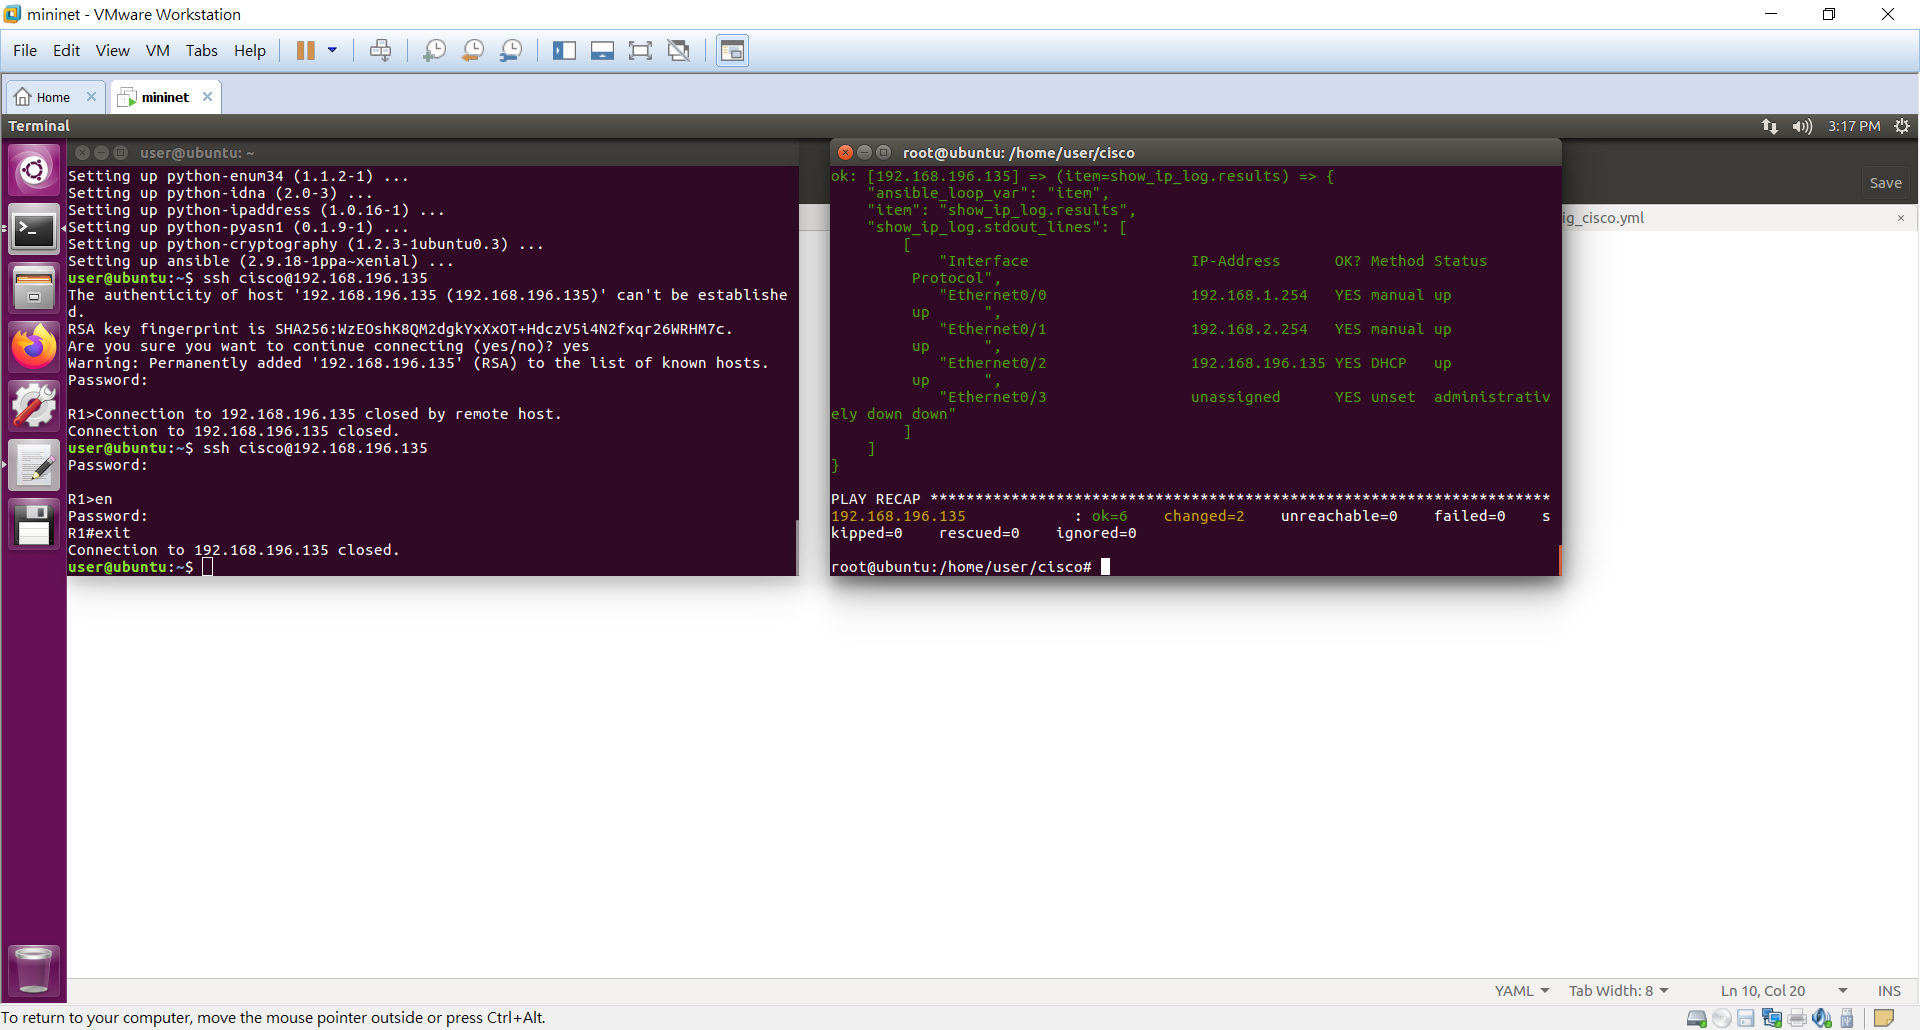 mininet - VMware Workstation
File Edit View VM Tabs Help
Home
mininet
Terminal
3:17 PM
user@ubuntu: ~
Setting up python-enum34 (1.1.2-1) ...
Setting up python-idna (2.0-3) ...
Setting up python-ipaddress (1.0.16-1) ...
Setting up python-pyasn1 (0.1.9-1) ...
Setting up python-cryptography (1.2.3-1ubuntu0.3) ...
Setting up ansible (2.9.18-1ppa~xenial) ...
user@ubuntu:~$ ssh cisco@192.168.196.135
The authenticity of host '192.168.196.135 (192.168.196.135)' can't be establishe
d.
RSA key fingerprint is SHA256:WzEOshK8QM2dgkYxXxOT+HdczV5i4N2fxqr26WRHM7c.
Are you sure you want to continue connecting (yes/no)? yes
Warning: Permanently added '192.168.196.135' (RSA) to the list of known hosts.
Password:
R1>Connection to 192.168.196.135 closed by remote host.
Connection to 192.168.196.135 closed.
user@ubuntu:~$ ssh cisco@192.168.196.135
Password:
R1>en
Password:
R1#exit
Connection to 192.168.196.135 closed.
user@ubuntu:~$
root@ubuntu: /home/user/cisco
ok: [192.168.196.135] => (item=show_ip_log.results) => {
"ansible_loop_var": "item",
"item": "show_ip_log.results",
"show_ip_log.stdout_lines": [
[
"Interface IP-Address OK? Method Status
Protocol",
"Ethernet0/0 192.168.1.254 YES manual up
up ",
"Ethernet0/1 192.168.2.254 YES manual up
up ",
"Ethernet0/2 192.168.196.135 YES DHCP up
up ",
"Ethernet0/3 unassigned YES unset administrativ
ely down down"
]
]
}
PLAY RECAP *********************************************************************
192.168.196.135 : ok=6 changed=2 unreachable=0 failed=0 s
kipped=0 rescued=0 ignored=0
root@ubuntu:/home/user/cisco#
Save
ig_cisco.yml
YAML Tab Width: 8 Ln 10, Col 20 INS
To return to your computer, move the mouse pointer outside or press Ctrl+Alt.